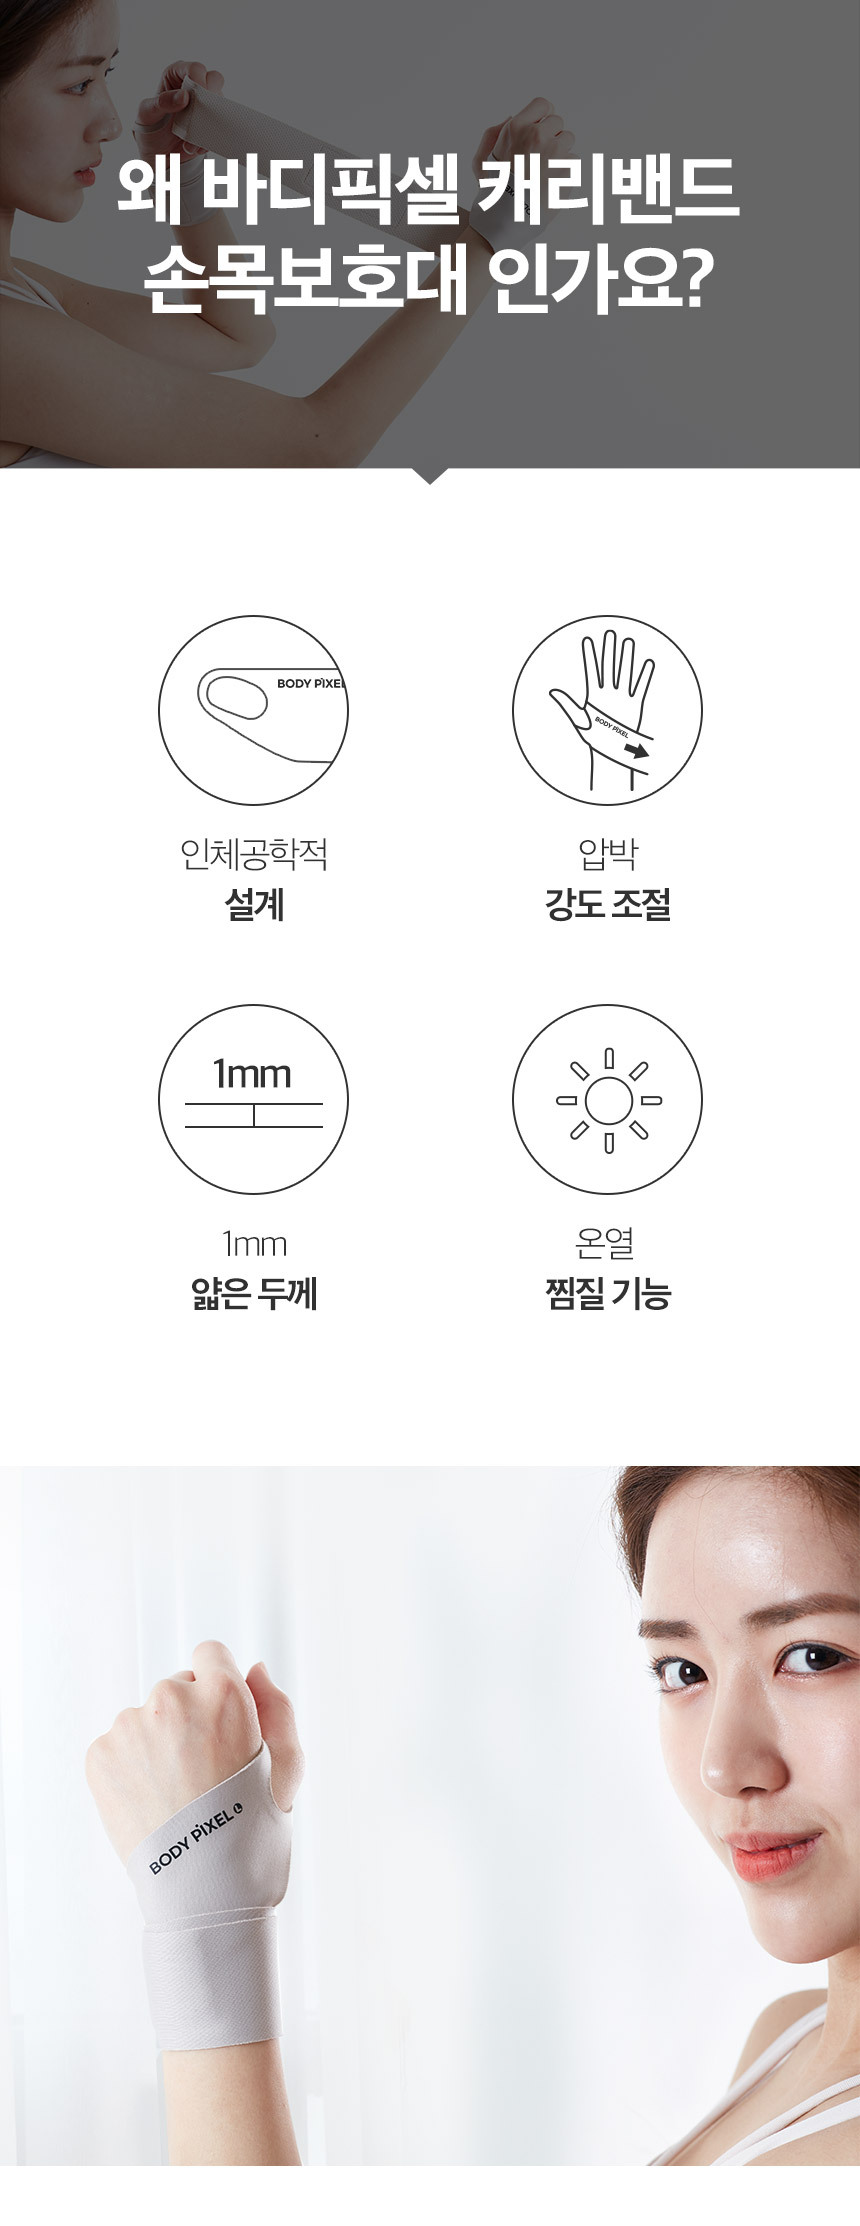 왜 바디픽셀 캐리밴드
손목보호대 인가요?
BODY PIXEL
BODY PIXEL
인체공학적
설계
압박
강도 조절
1mm
1mm
얇은 두께
온열
찜질 기능
BODY PIXEL L